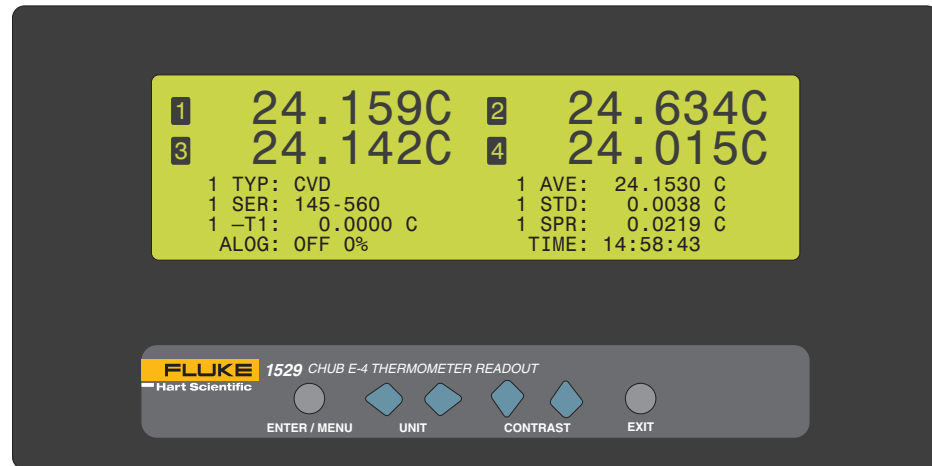 1 24.159C 2 24.634C
3 24.142C 4 24.015C
1 TYP: CVD 1 AVE: 24.1530 C
1 SER: 145-560 1 STD: 0.0038 C
1 –T1: 0.0000 C 1 SPR: 0.0219 C
ALOG: OFF 0% TIME: 14:58:43
FLUKE 1529 CHUB E-4 THERMOMETER READOUT
Hart Scientific
ENTER / MENU UNIT CONTRAST EXIT